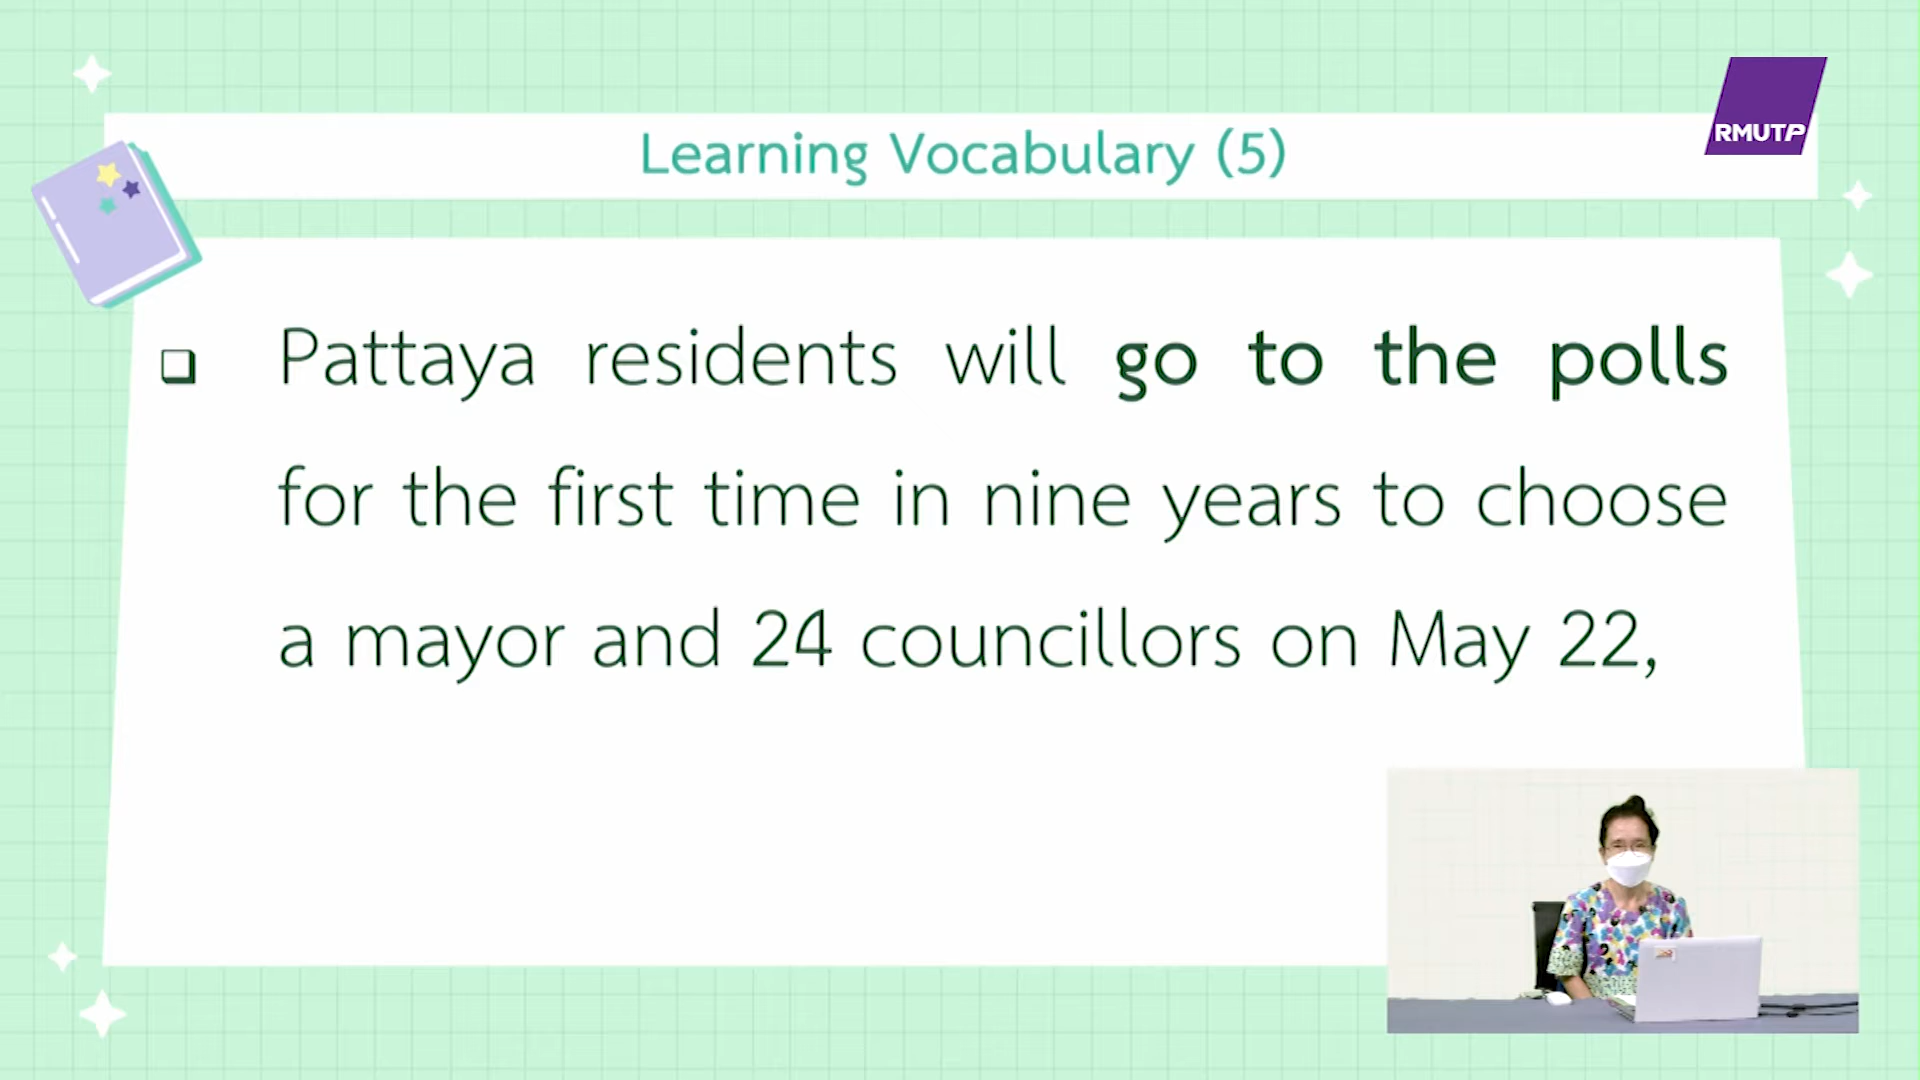 RMUTP
Learning Vocabulary (5)
❑ Pattaya residents will go to the polls
for the first time in nine years to choose
a mayor and 24 councillors on May 22,